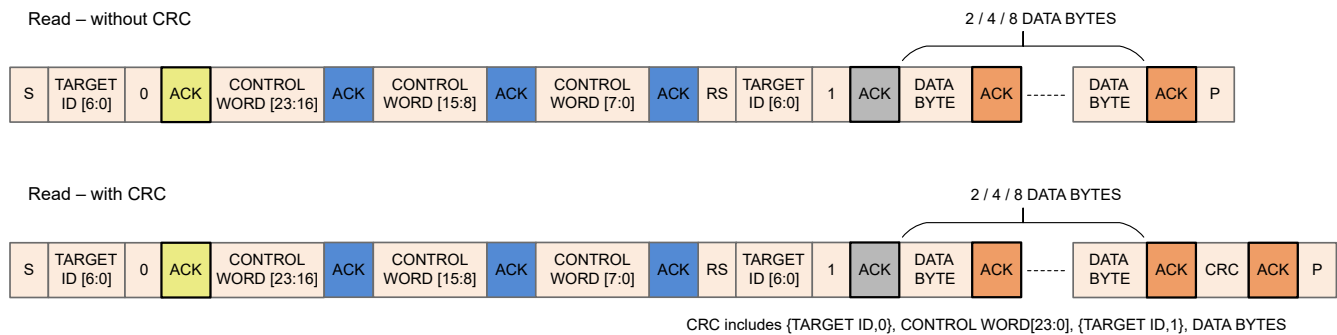 Read – without CRC
2 / 4 / 8 DATA BYTES
S TARGET ID [6:0] 0 ACK CONTROL WORD [23:16] ACK CONTROL WORD [15:8] ACK CONTROL WORD [7:0] ACK RS TARGET ID [6:0] 1 ACK DATA BYTE ACK ------ DATA BYTE ACK P
Read – with CRC
2 / 4 / 8 DATA BYTES
S TARGET ID [6:0] 0 ACK CONTROL WORD [23:16] ACK CONTROL WORD [15:8] ACK CONTROL WORD [7:0] ACK RS TARGET ID [6:0] 1 ACK DATA BYTE ACK ------ DATA BYTE ACK CRC ACK P
CRC includes {TARGET ID,0}, CONTROL WORD[23:0], {TARGET ID,1}, DATA BYTES